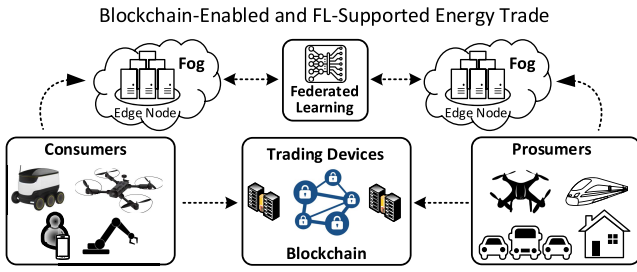 Blockchain-Enabled and FL-Supported Energy Trade
Fog
Edge Node
Federated
Learning
Fog
Edge Node
Consumers
Trading Devices
Blockchain
Prosumers